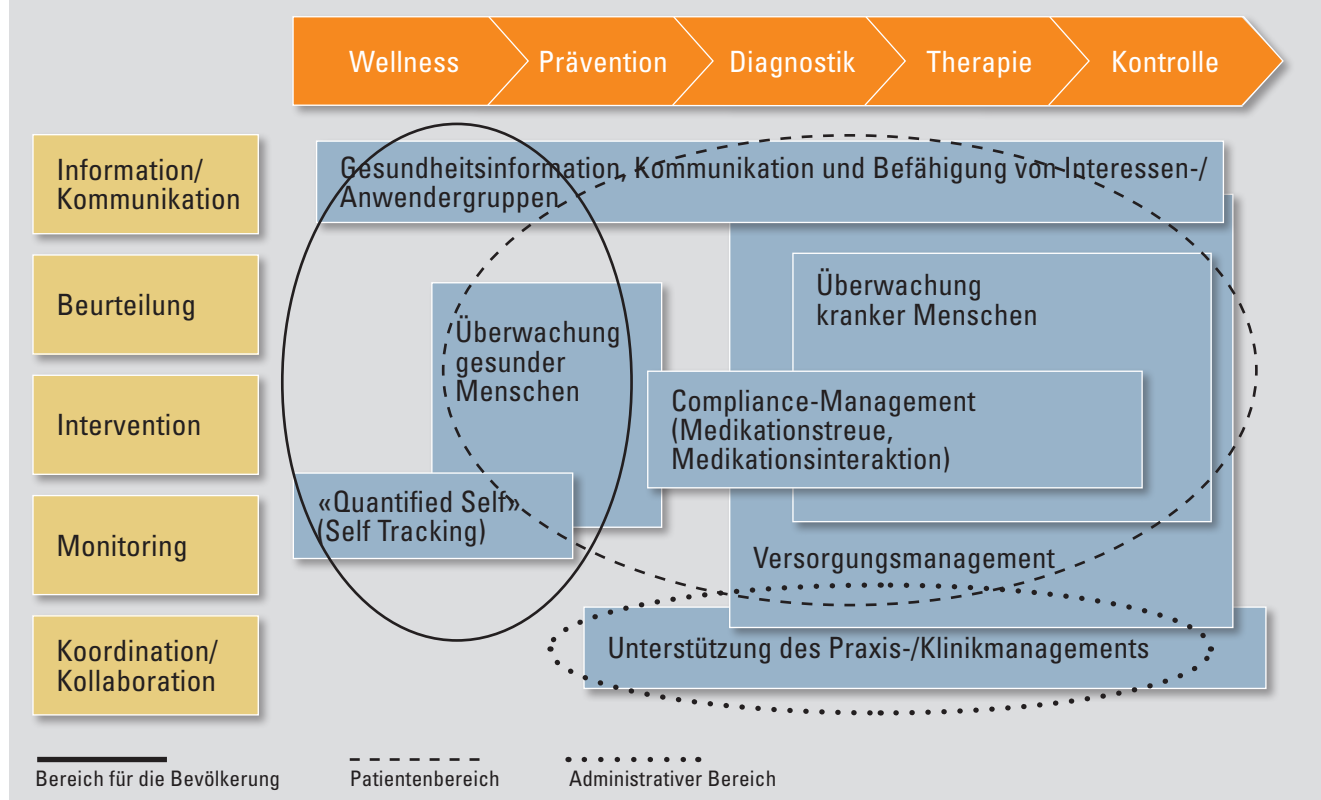 Wellness
Prävention
Diagnostik
Therapie
Kontrolle
Information/
Kommunikation
Gesundheitsinformation, Kommunikation und Befähigung von Interessen-/
Anwendergruppen
Beurteilung
Überwachung
gesunder
Menschen
Überwachung
kranker Menschen
Intervention
Compliance-Management
(Medikationstreue,
Medikationsinteraktion)
«Quantified Self»
(Self Tracking)
Monitoring
Versorgungsmanagement
Koordination/
Kollaboration
Unterstützung des Praxis-/Klinikmanagements
Bereich für die Bevölkerung
Patientenbereich
Administrativer Bereich